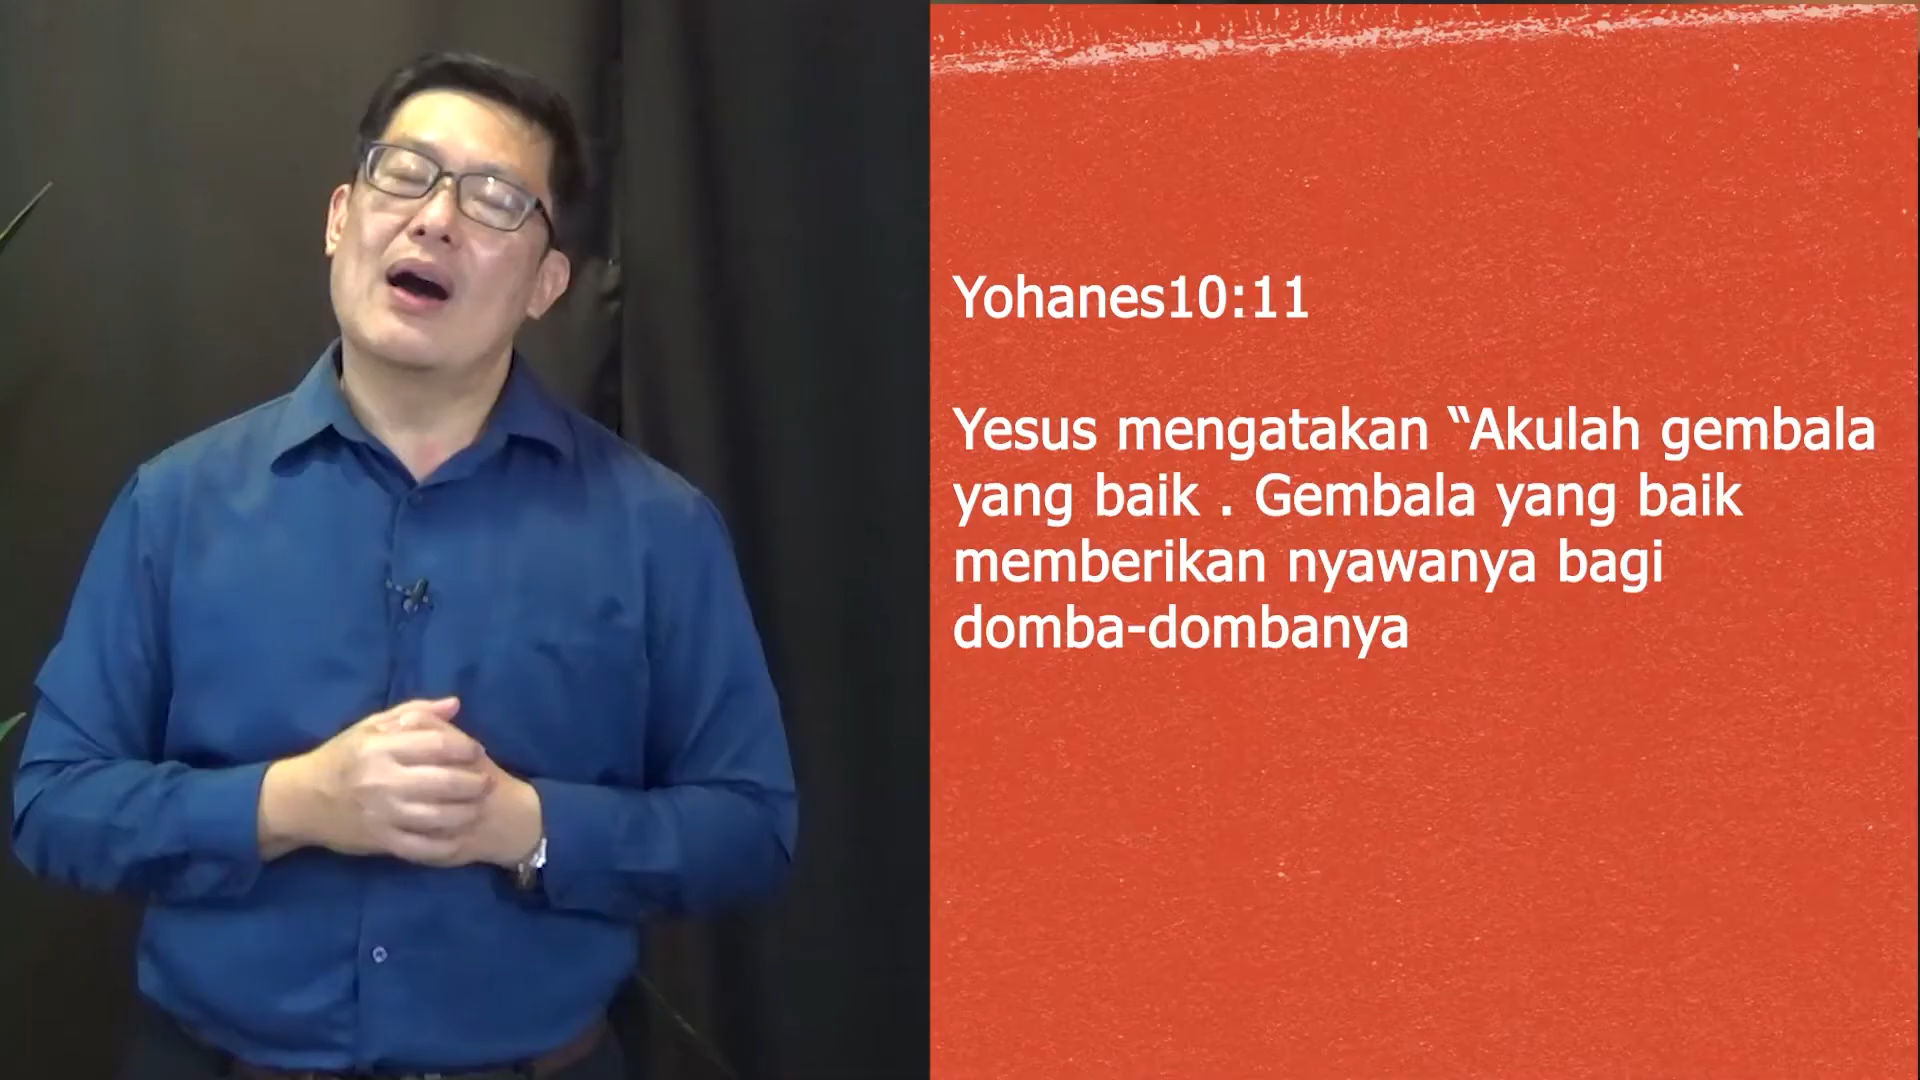 Yohanes10:11
Yesus mengatakan “Akulah gembala
yang baik . Gembala yang baik
memberikan nyawanya bagi
domba-dombanya